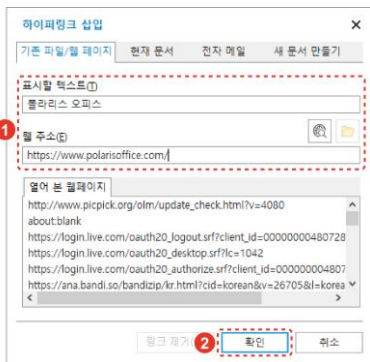 하이퍼링크 삽입
기존 파일/웹 페이지 현재 문서 전자 메일 새 문서 만들기
표시할 텍스트(T)
폴라리스 오피스
1
웹 주소(E)
https://www.polarisoffice.com/
열어 본 웹페이지
http://www.picpick.org/olm/update_check.html?v=4080
about:blank
https://login.live.com/oauth20_logout.srf?client_id=00000000480728
https://login.live.com/oauth20_desktop.srf?lc=1042
https://login.live.com/oauth20_authorize.srf?client_id=000000004807
https://ana.bandi.so/bandizip/kr.html?cid=korean&v=26705&l=korea
링크 제거 2 확인 취소